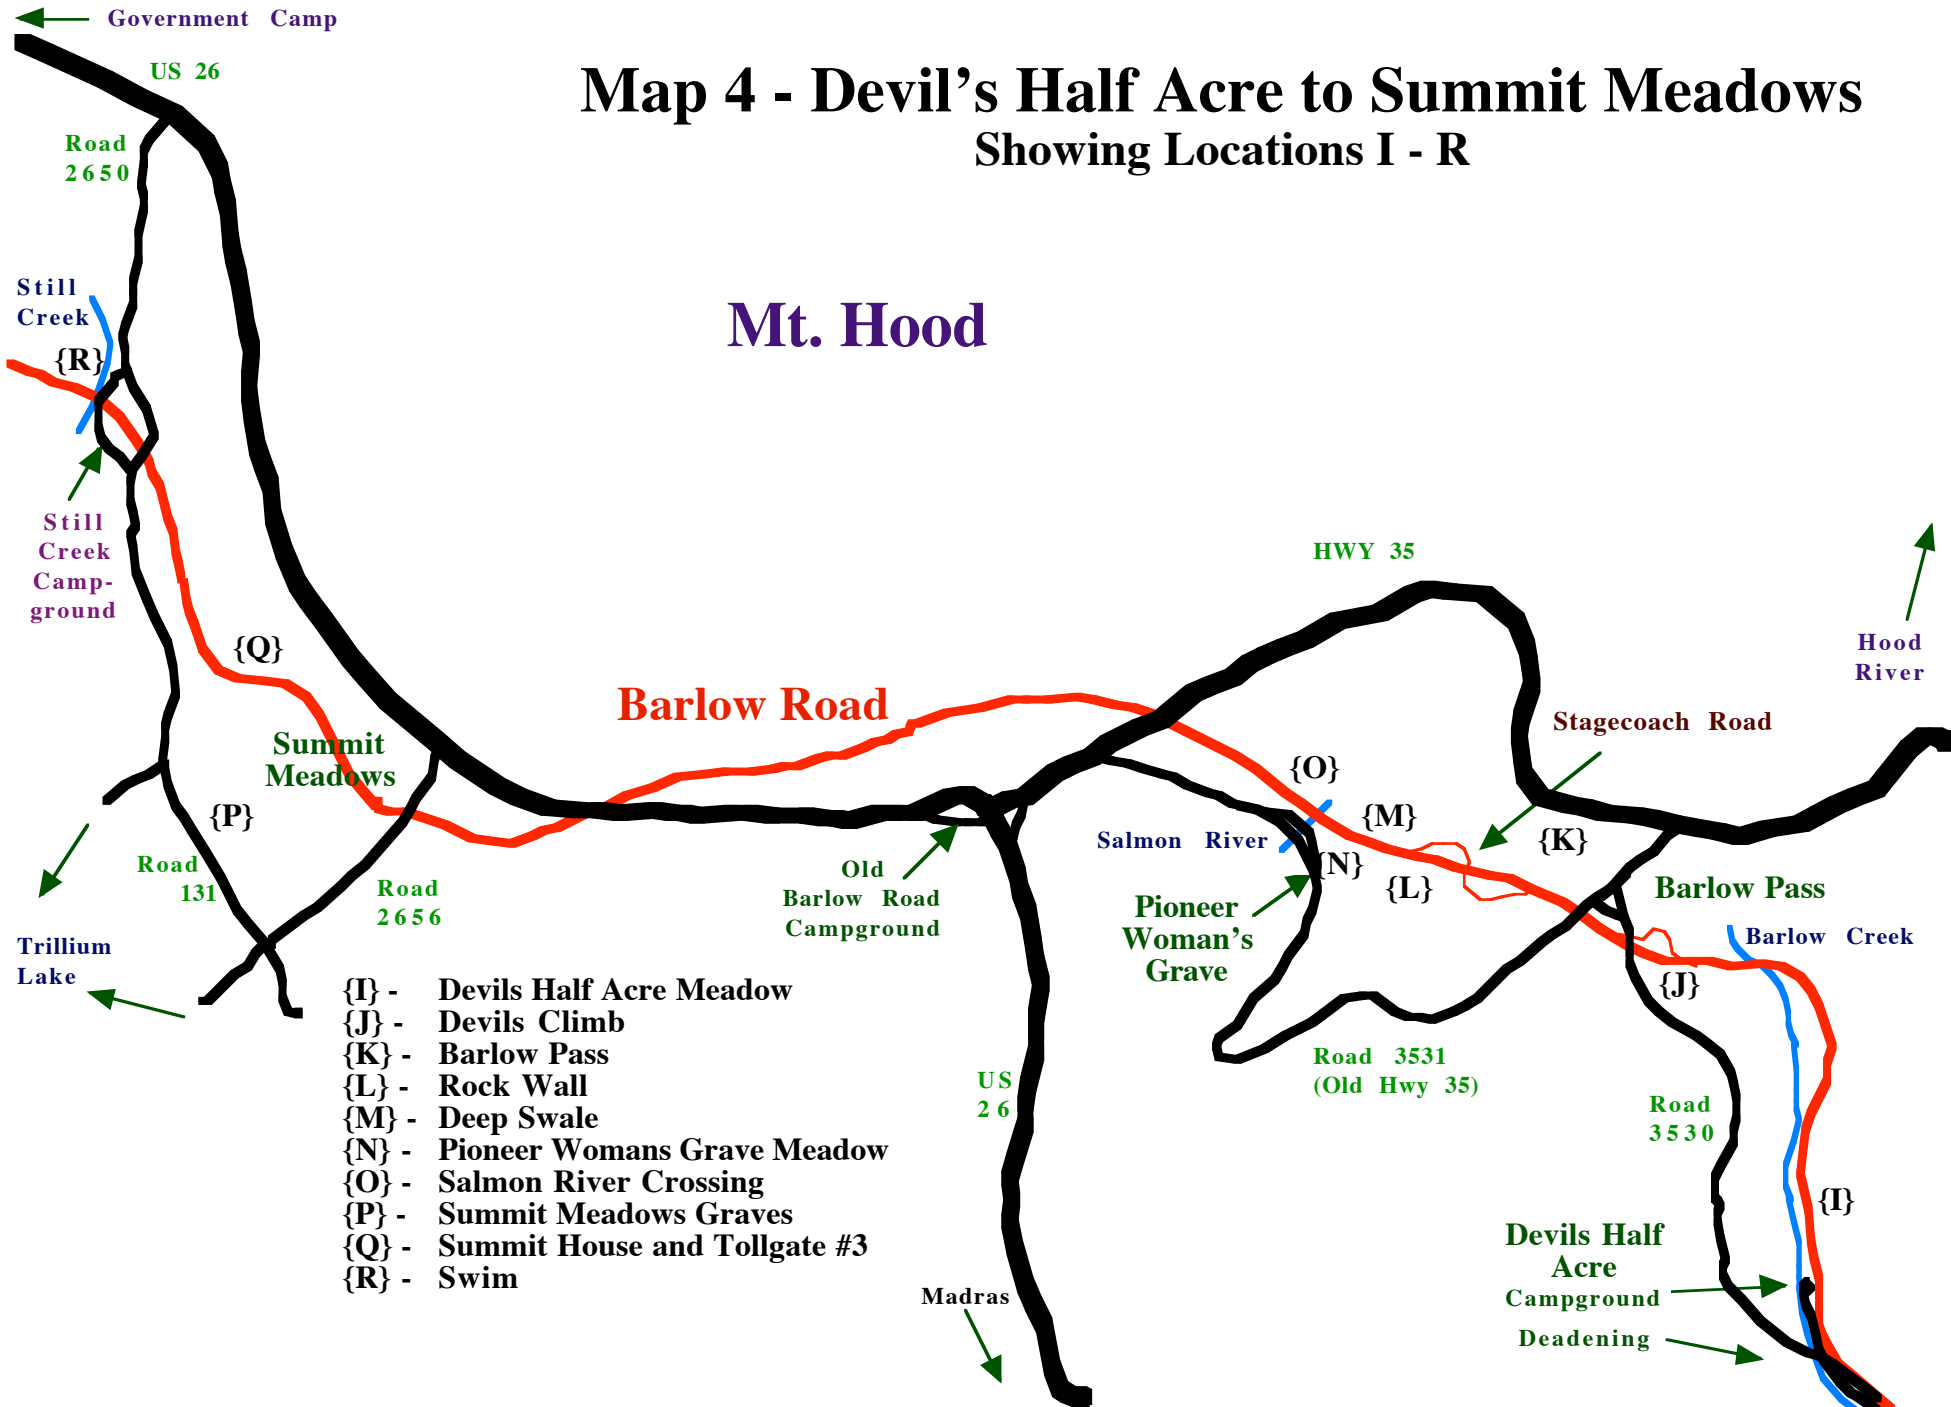 Government Camp
US 26
Map 4 - Devil's Half Acre to Summit Meadows
Showing Locations I - R
Road
2650
Still
Creek
{R}
Mt. Hood
Still
Creek
Camp-
ground
HWY 35
Hood
River
{Q}
Barlow Road
Stagecoach Road
Summit
Meadows
{O}
{P}
{M}
Salmon River
{K}
{N}
{L}
Road
131
Road
2656
Old
Barlow Road
Campground
Pioneer
Woman's
Grave
Barlow Pass
Barlow Creek
Trillium
Lake
{J}
{I} - Devils Half Acre Meadow
{J} - Devils Climb
{K} - Barlow Pass
{L} - Rock Wall
{M} - Deep Swale
{N} - Pioneer Womans Grave Meadow
{O} - Salmon River Crossing
{P} - Summit Meadows Graves
{Q} - Summit House and Tollgate #3
{R} - Swim
US
26
Road 3531
(Old Hwy 35)
Road
3530
{I}
Devils Half
Acre
Campground
Madras
Deadening